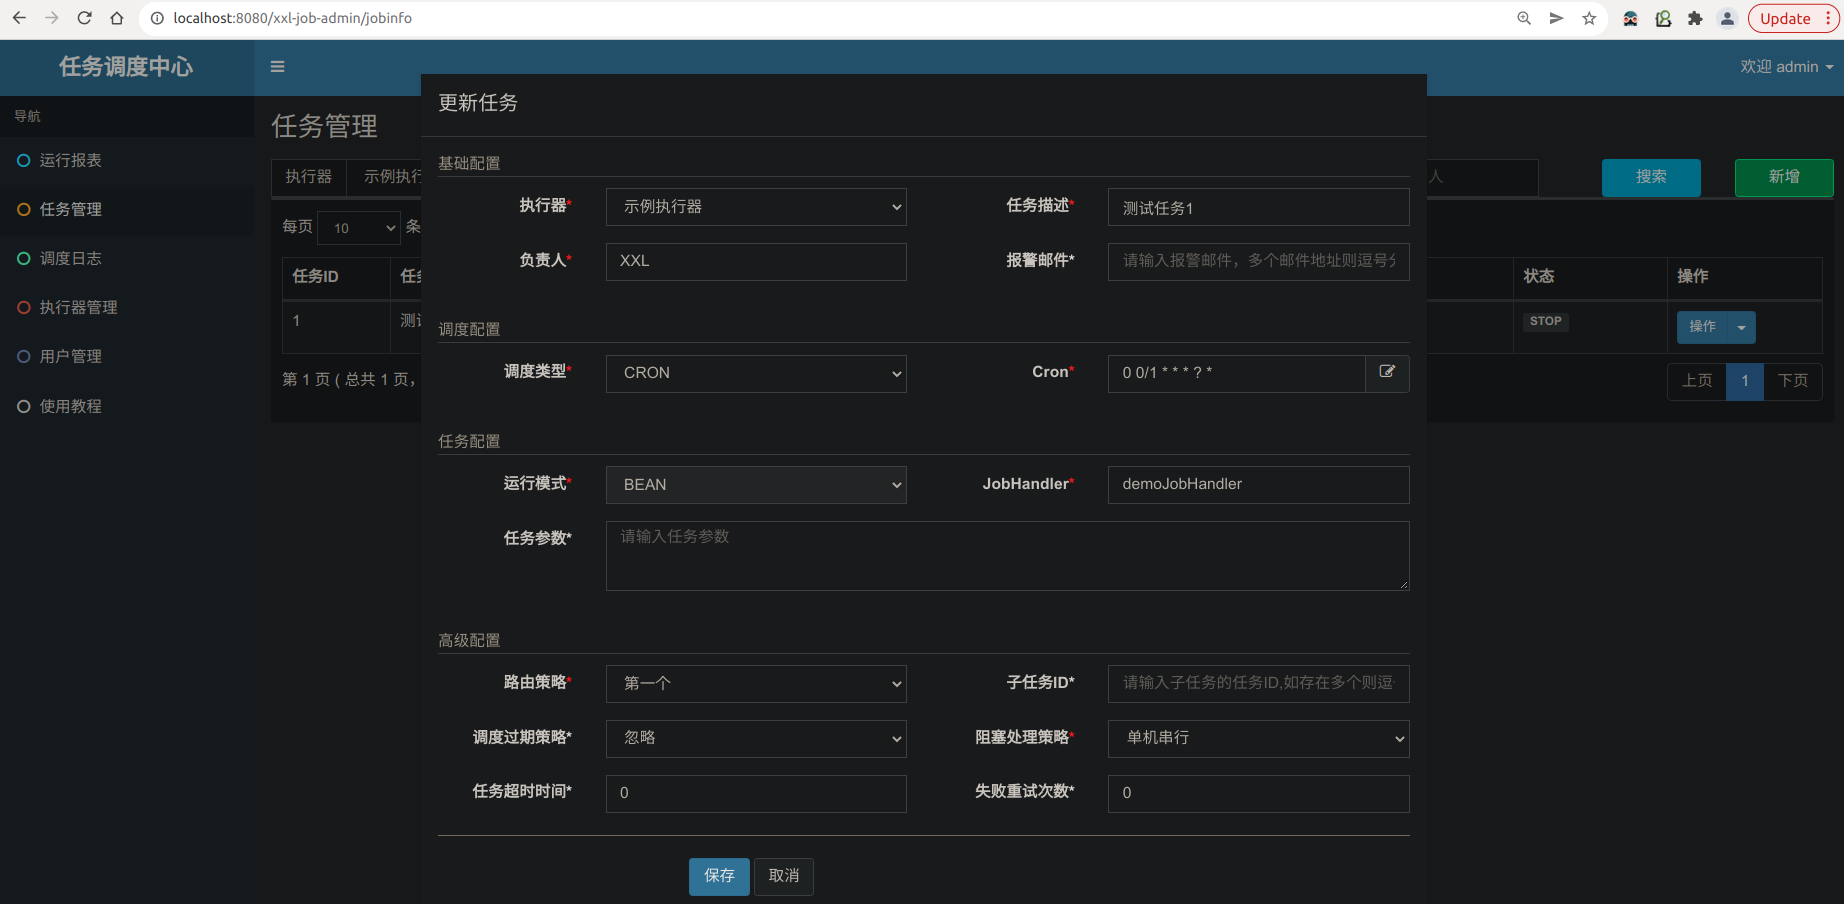 localhost:8080/xxl-job-admin/jobinfo
Update
任务调度中心
欢迎 admin
导航
运行报表
任务管理
调度日志
执行器管理
用户管理
使用教程
任务管理
执行器 示例执行
人
搜索
新增
每页 10 条
任务ID
状态
操作
1
测试
STOP
操作
第 1 页 ( 总共 1 页，
上页 1 下页
更新任务
基础配置
执行器* 示例执行器 任务描述* 测试任务1
负责人* XXL 报警邮件* 请输入报警邮件，多个邮件地址则逗号分
调度配置
调度类型* CRON Cron* 0 0/1 * * * ? *
任务配置
运行模式* BEAN JobHandler* demoJobHandler
任务参数* 请输入任务参数
高级配置
路由策略* 第一个 子任务ID* 请输入子任务的任务ID,如存在多个则逗
调度过期策略* 忽略 阻塞处理策略* 单机串行
任务超时时间* 0 失败重试次数* 0
保存 取消